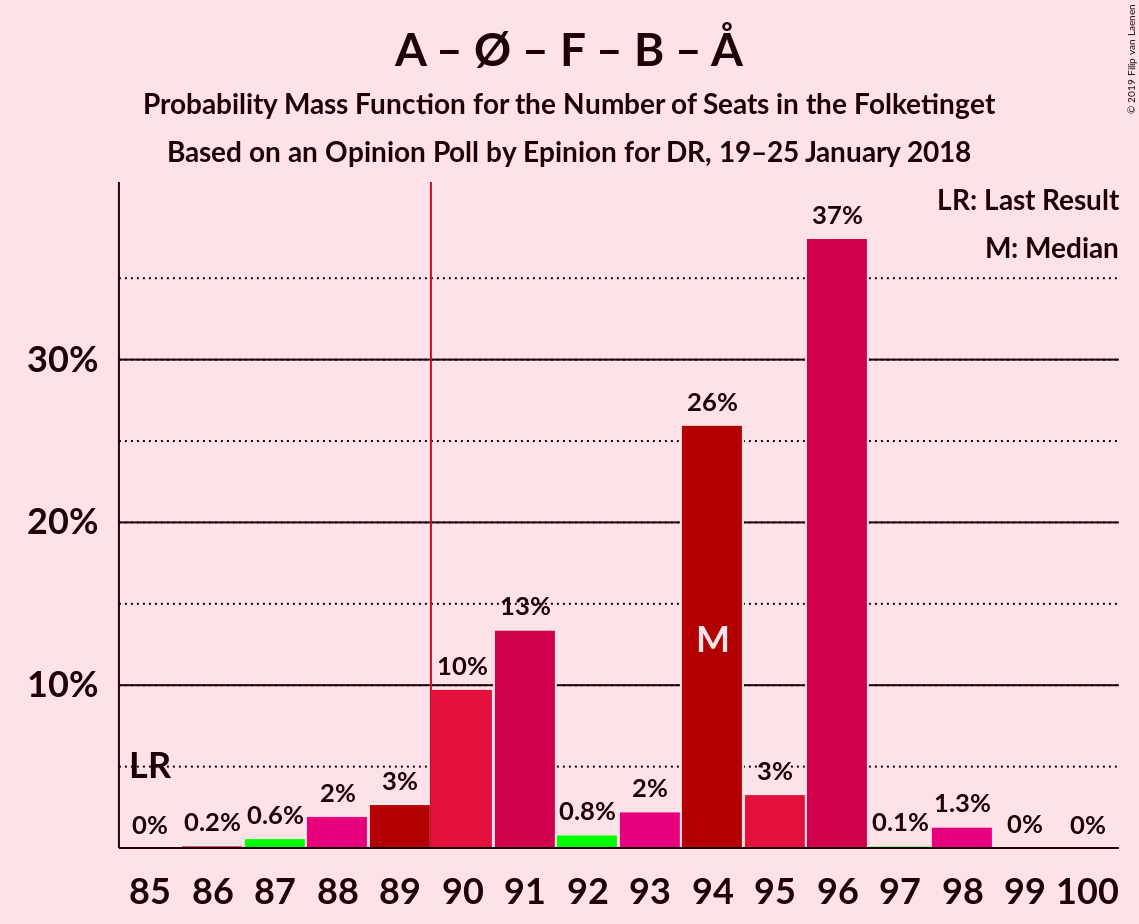 A – Ø – F – B – Å
Probability Mass Function for the Number of Seats in the Folketinget
Based on an Opinion Poll by Epinion for DR, 19–25 January 2018
© 2019 Filip van Laenen
LR: Last Result
M: Median
37%
30%
26%
20%
13%
M
10%
10%
LR
0%
0.2%
0.6%
2%
3%
0.8%
2%
3%
0.1%
1.3%
0%
0%
85 86 87 88 89 90 91 92 93 94 95 96 97 98 99 100